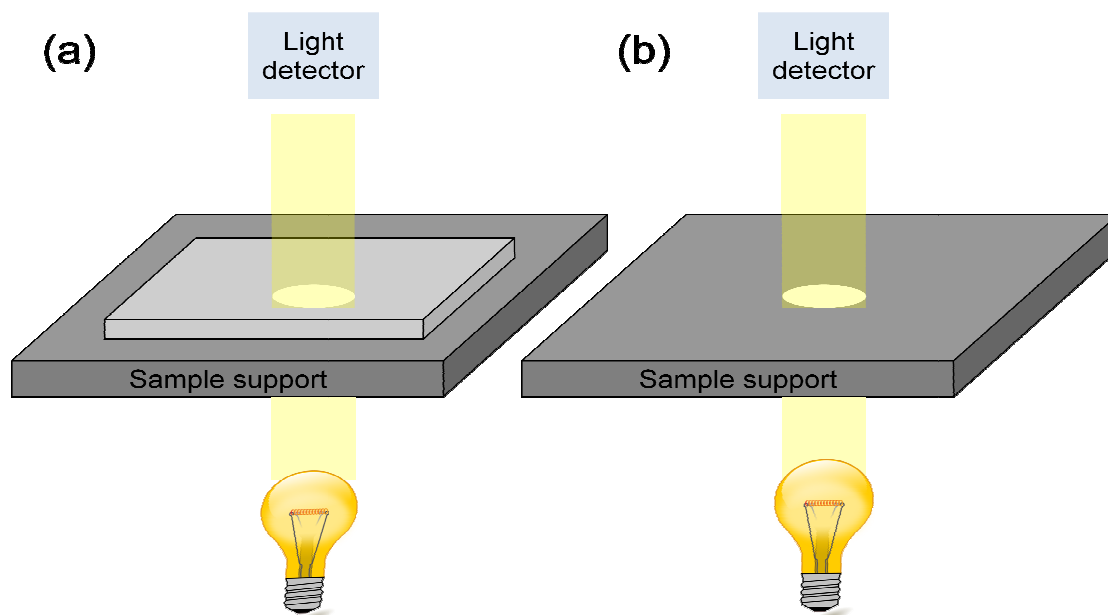 (a)
Light
detector
Sample support
(b)
Light
detector
Sample support